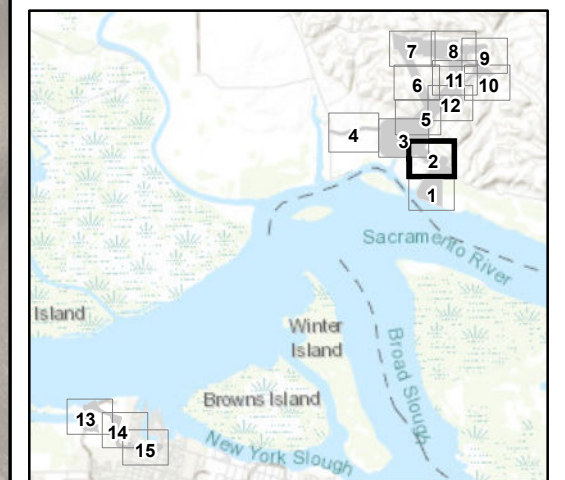 7 8 9
6 11 10
12
5
4 3
2
1
Sacramento River
Island
Winter
Island
Broad Slough
Browns Island
13
14
15
New York Slough